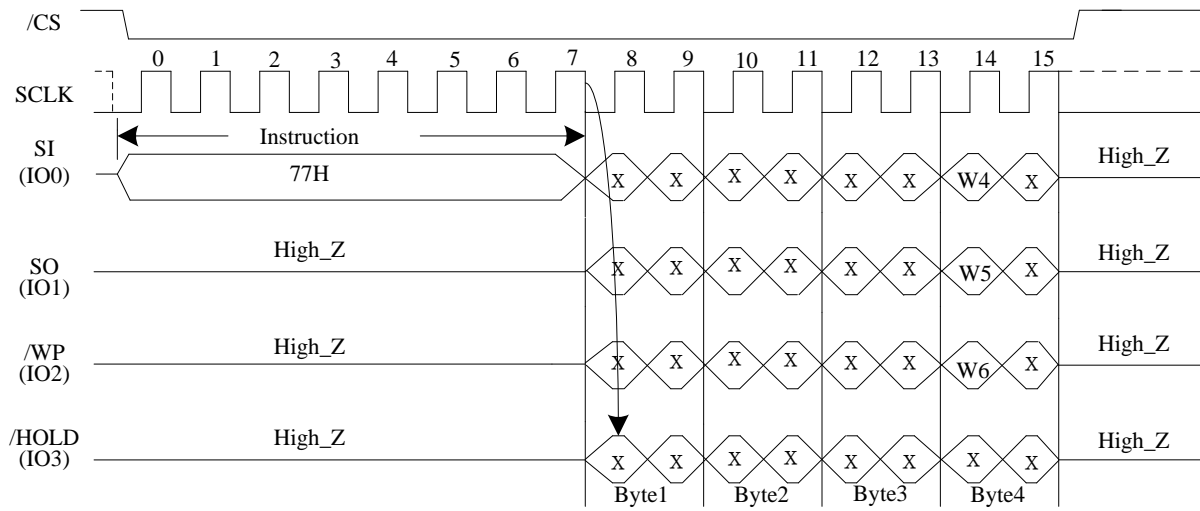 /CS
0 1 2 3 4 5 6 7 8 9 10 11 12 13 14 15
SCLK
Instruction
SI
(IO0)
77H
X X X X X X W4 X
High_Z
SO
(IO1)
High_Z
X X X X X X W5 X
High_Z
/WP
(IO2)
High_Z
X X X X X X W6 X
High_Z
/HOLD
(IO3)
High_Z
X X X X X X X X
High_Z
Byte1 Byte2 Byte3 Byte4